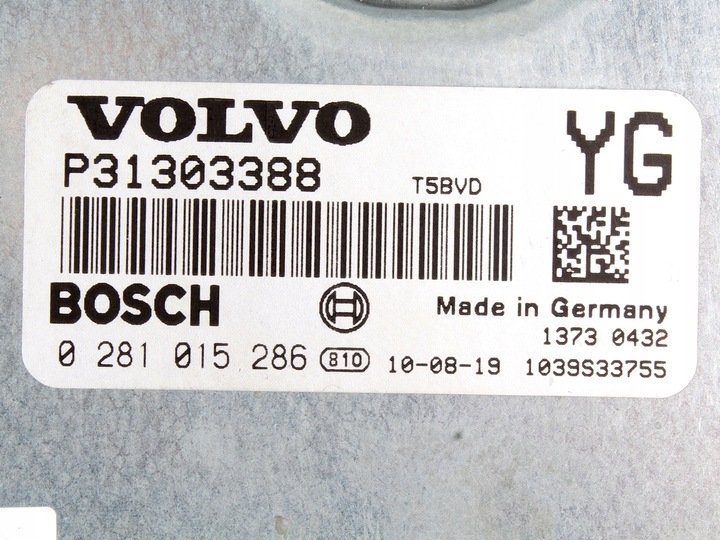 VOLVO
YG
P31303388 T5BVD
BOSCH
Made in Germany
1373 0432
0 281 015 286 810 10-08-19 1039S33755